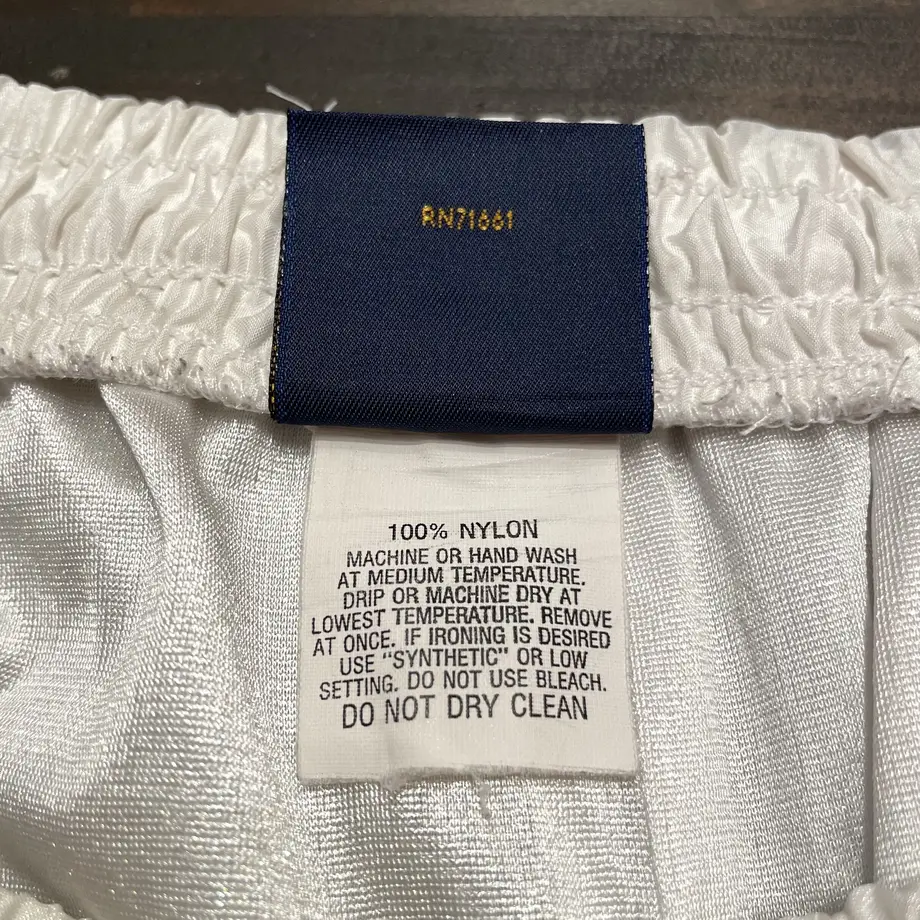 RN71661
100% NYLON
MACHINE OR HAND WASH
AT MEDIUM TEMPERATURE.
DRIP OR MACHINE DRY AT
LOWEST TEMPERATURE. REMOVE
AT ONCE. IF IRONING IS DESIRED
USE "SYNTHETIC" OR LOW
SETTING. DO NOT USE BLEACH.
DO NOT DRY CLEAN